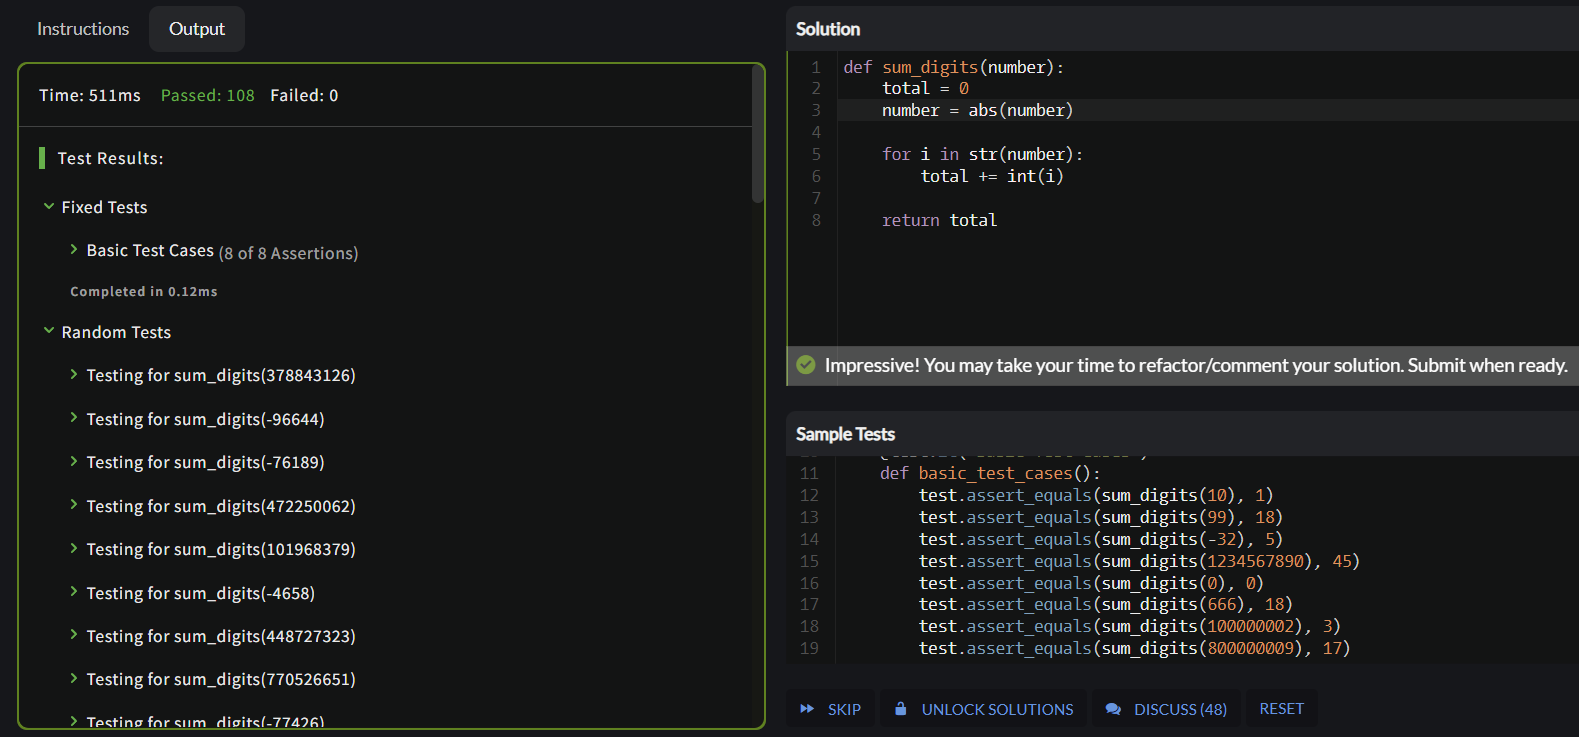 Instructions
Output
Time: 511ms Passed: 108 Failed: 0
Test Results:
Fixed Tests
Basic Test Cases (8 of 8 Assertions)
Completed in 0.12ms
Random Tests
Testing for sum_digits(378843126)
Testing for sum_digits(-96644)
Testing for sum_digits(-76189)
Testing for sum_digits(472250062)
Testing for sum_digits(101968379)
Testing for sum_digits(-4658)
Testing for sum_digits(448727323)
Testing for sum_digits(770526651)
Testing for sum_digits(-77426)
Solution
1 def sum_digits(number):
2 total = 0
3 number = abs(number)
4
5 for i in str(number):
6 total += int(i)
7
8 return total
Impressive! You may take your time to refactor/comment your solution. Submit when ready.
Sample Tests
11 def basic_test_cases():
12 test.assert_equals(sum_digits(10), 1)
13 test.assert_equals(sum_digits(99), 18)
14 test.assert_equals(sum_digits(-32), 5)
15 test.assert_equals(sum_digits(1234567890), 45)
16 test.assert_equals(sum_digits(0), 0)
17 test.assert_equals(sum_digits(666), 18)
18 test.assert_equals(sum_digits(100000002), 3)
19 test.assert_equals(sum_digits(800000009), 17)
SKIP
UNLOCK SOLUTIONS
DISCUSS (48)
RESET